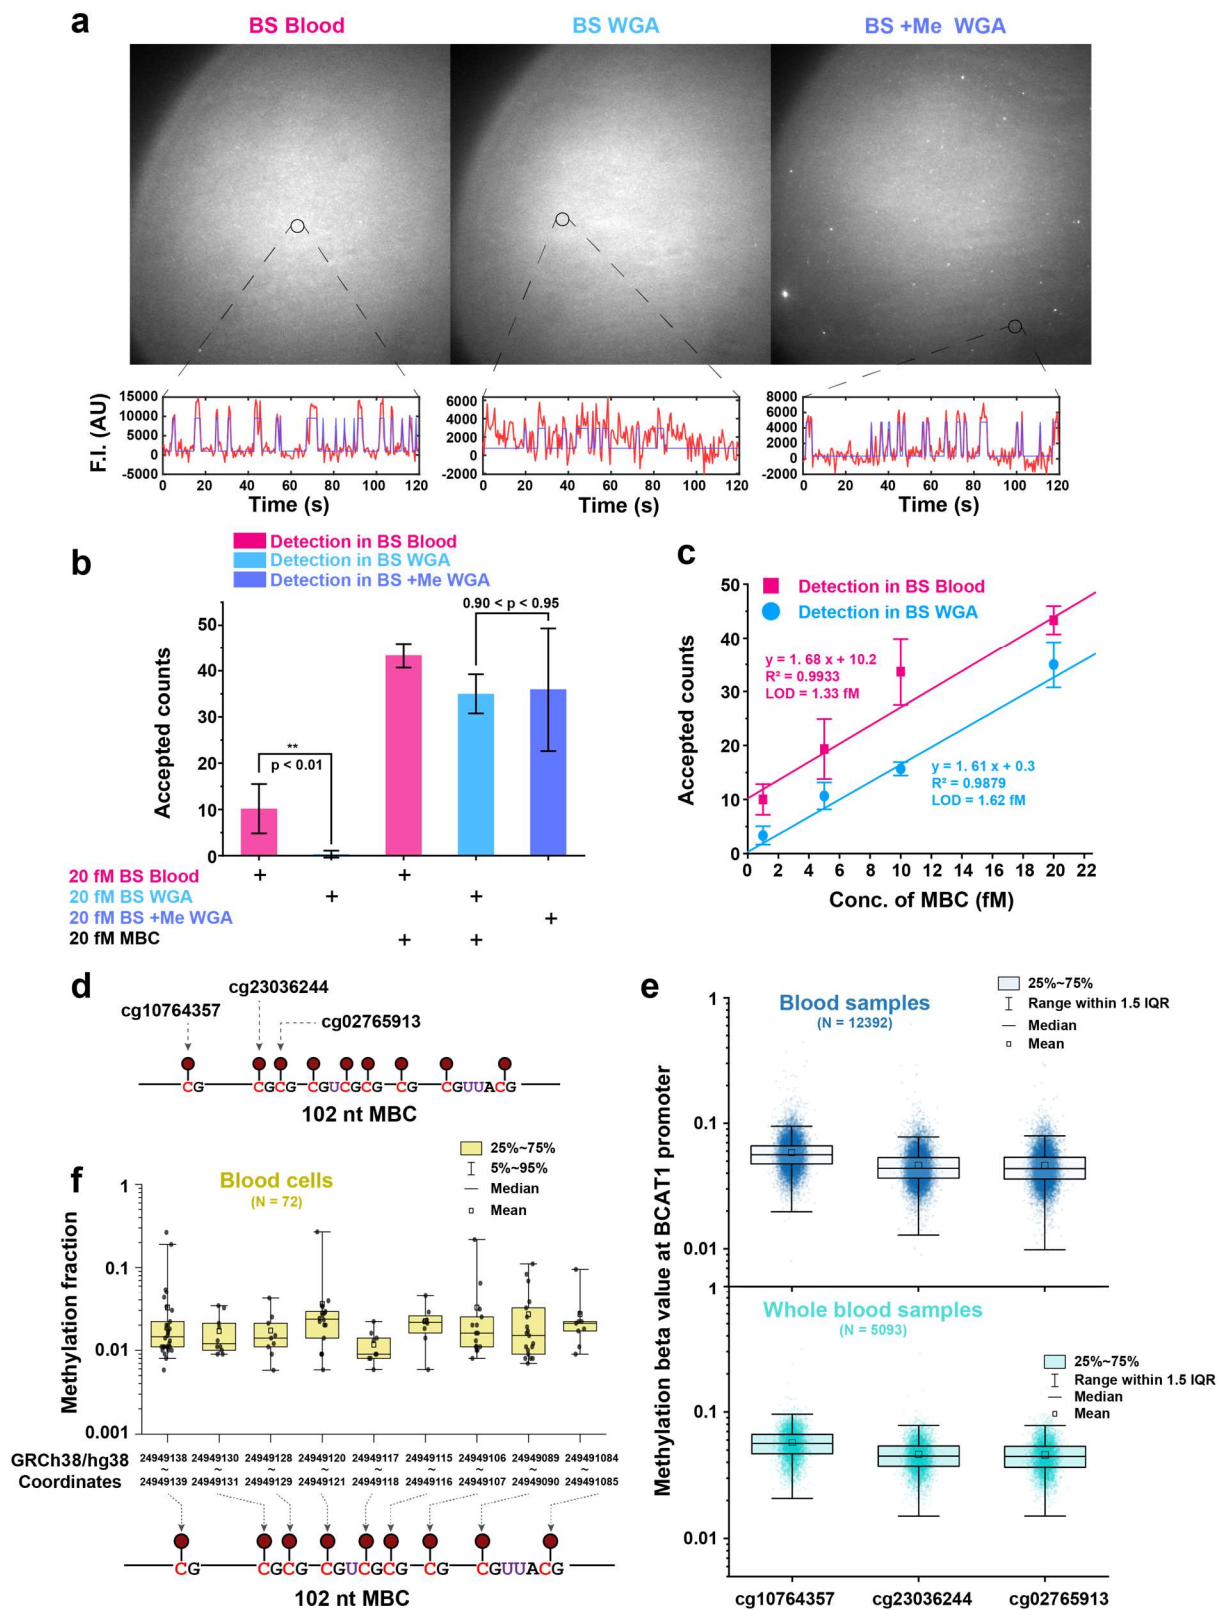 a
BS Blood
BS WGA
BS +Me WGA
F.I. (AU)
15000
10000
5000
0
-5000
0 20 40 60 80 100 120
Time (s)
6000
4000
2000
0
-2000
0 20 40 60 80 100 120
Time (s)
8000
6000
4000
2000
0
-2000
0 20 40 60 80 100 120
Time (s)
b
Detection in BS Blood
Detection in BS WGA
Detection in BS +Me WGA
Accepted counts
50
40
30
20
10
0
**
p < 0.01
0.90 < p < 0.95
20 fM BS Blood + +
20 fM BS WGA + +
20 fM BS +Me WGA +
20 fM MBC + +
c
Detection in BS Blood
Detection in BS WGA
Accepted counts
50
40
30
20
10
0
y = 1. 68 x + 10.2
R² = 0.9933
LOD = 1.33 fM
y = 1. 61 x + 0.3
R² = 0.9879
LOD = 1.62 fM
0 2 4 6 8 10 12 14 16 18 20 22
Conc. of MBC (fM)
d
cg10764357
cg23036244
cg02765913
CG CGCG CGUCGCG CG CGUUACG
102 nt MBC
e
Methylation beta value at BCAT1 promoter
Blood samples
(N = 12392)
25%~75%
Range within 1.5 IQR
Median
Mean
1
0.1
0.01
Whole blood samples
(N = 5093)
25%~75%
Range within 1.5 IQR
Median
Mean
1
0.1
0.01
cg10764357 cg23036244 cg02765913
f
Blood cells
(N = 72)
25%~75%
5%~95%
Median
Mean
Methylation fraction
1
0.1
0.01
0.001
GRCh38/hg38
Coordinates
24949138 24949130 24949128 24949120 24949117 24949115 24949106 24949089 249491084
~ ~ ~ ~ ~ ~ ~ ~ ~
24949139 24949131 24949129 24949121 24949118 24949116 24949107 24949090 249491085
CG CGCG CGUCGCG CG CGUUACG
102 nt MBC